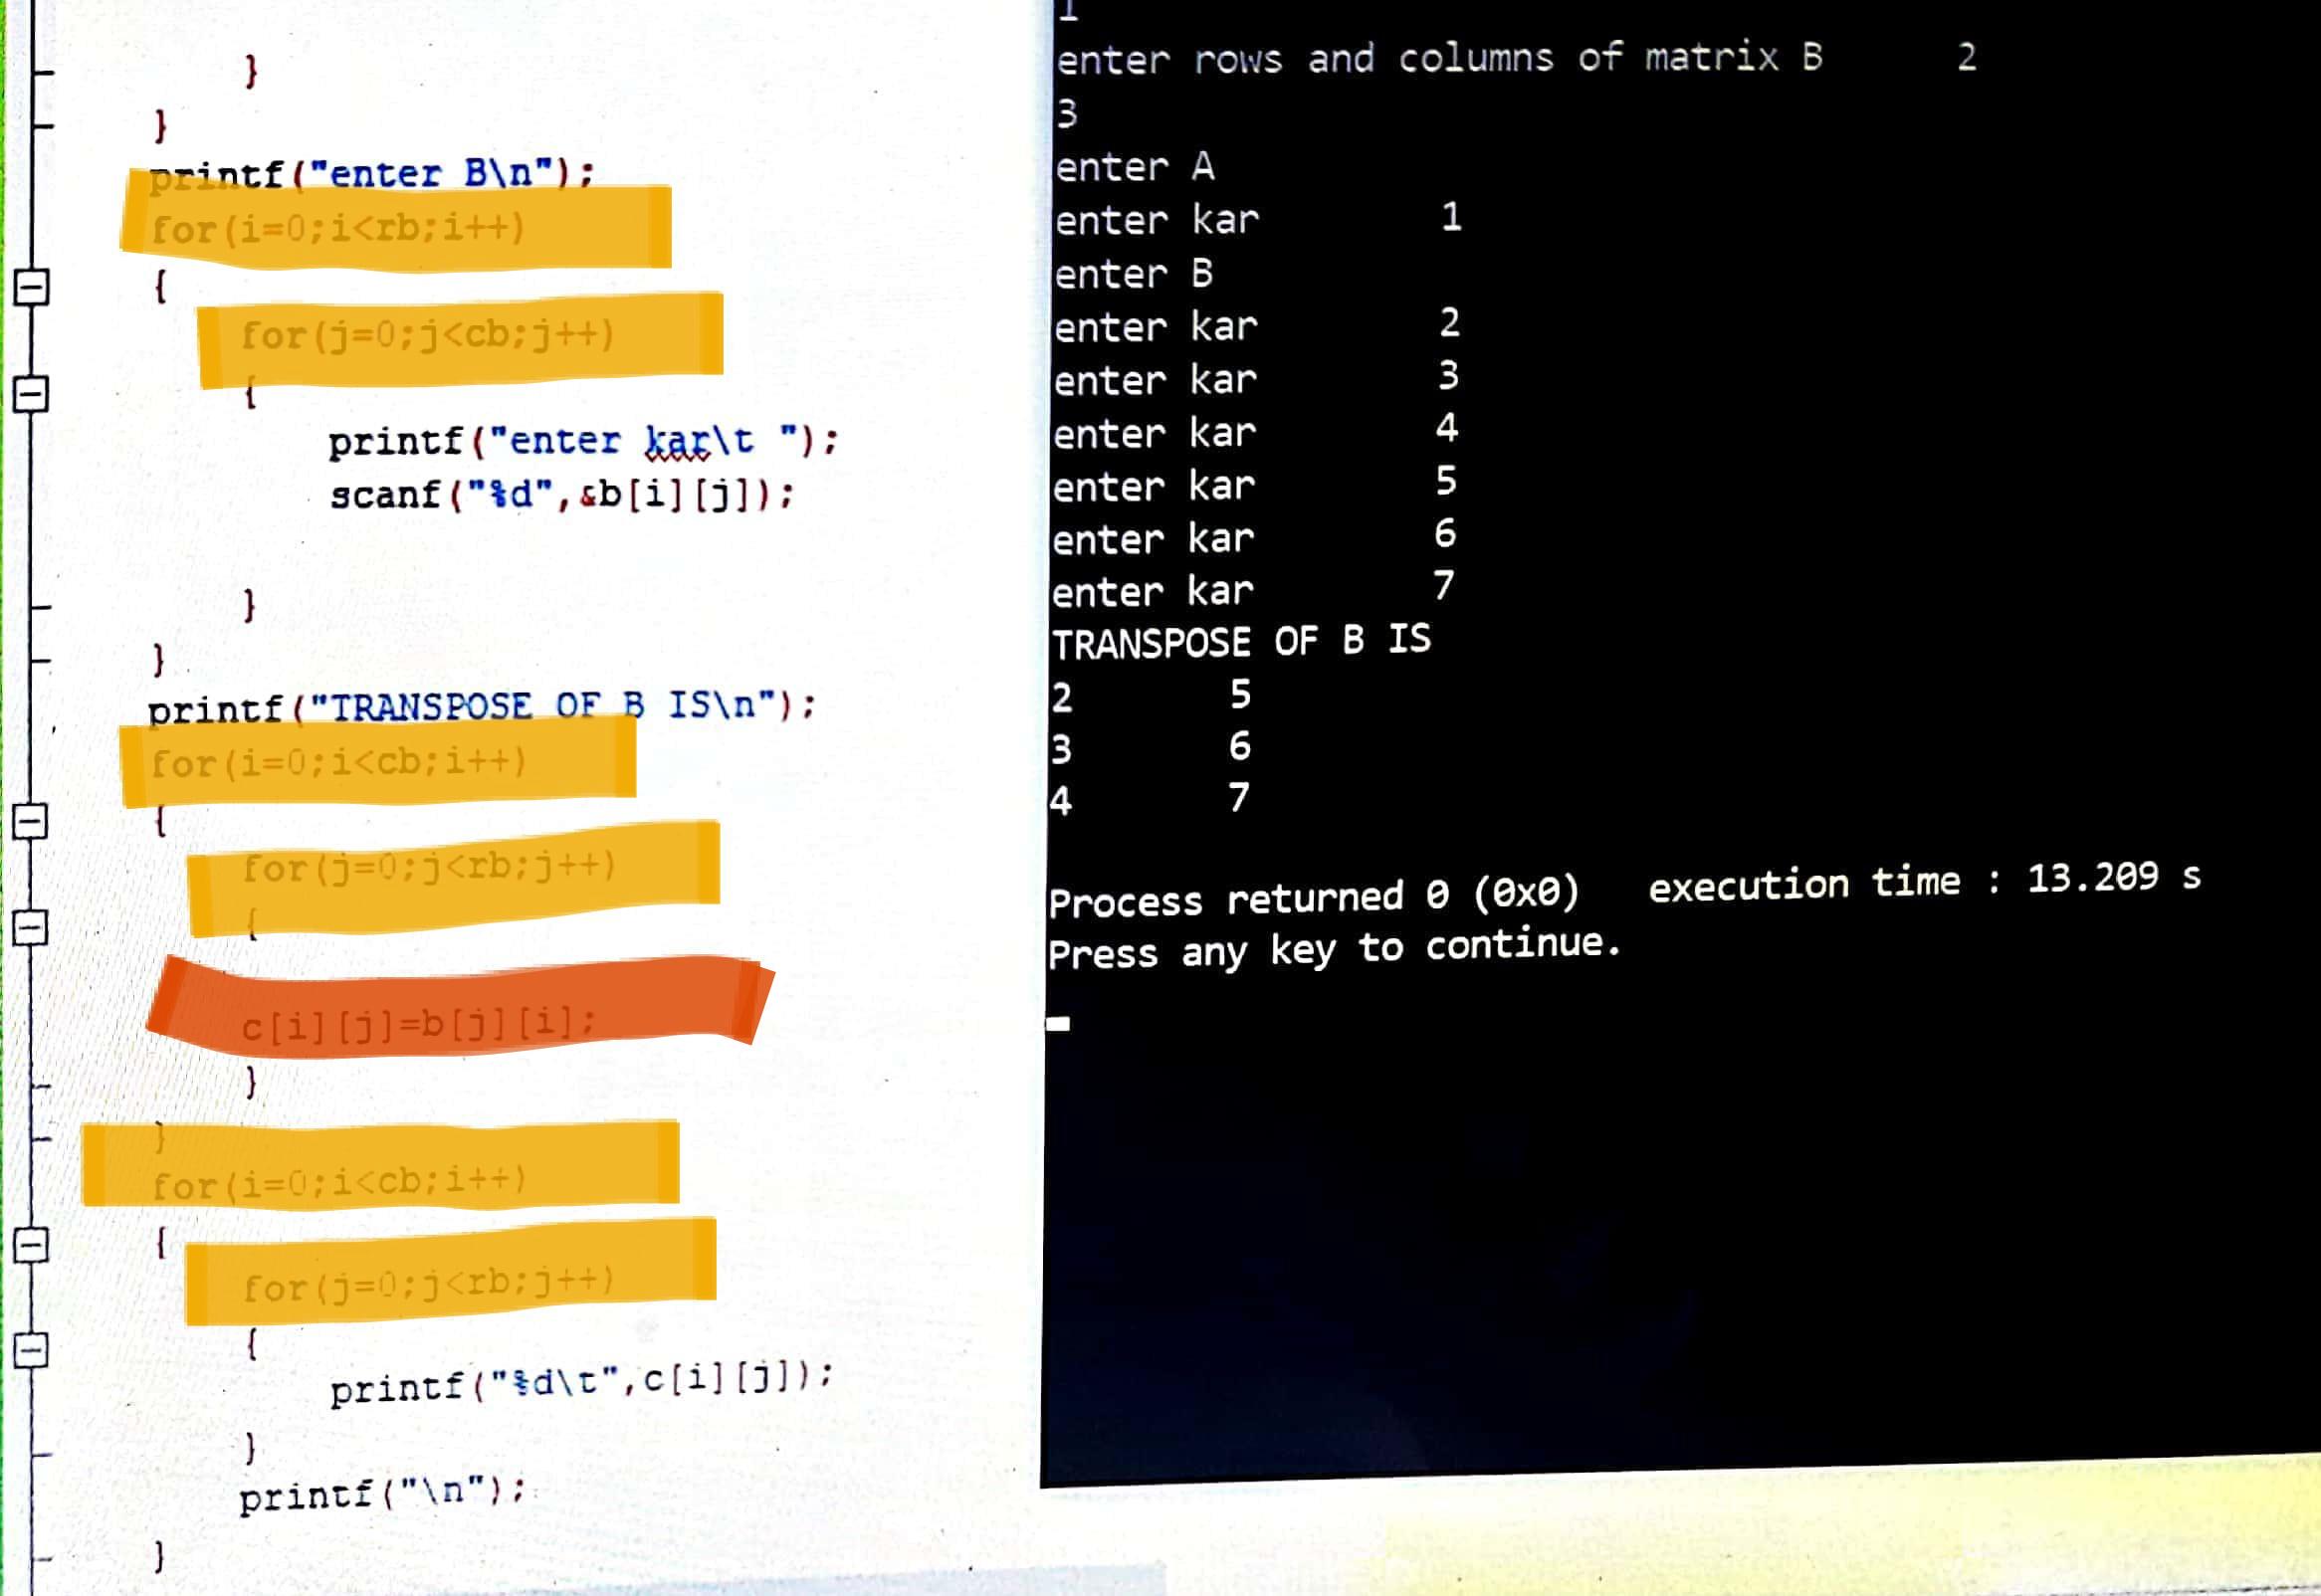 }
}
printf("enter B\n");
for(i=0;i<rb;i++)
{
for(j=0;j<cb;j++)
{
printf("enter kar\t ");
scanf("%d",&b[i][j]);
}
}
printf("TRANSPOSE OF B IS\n");
for(i=0;i<cb;i++)
{
for(j=0;j<rb;j++)
{
c[i][j]=b[j][i];
}
}
for(i=0;i<cb;i++)
{
for(j=0;j<rb;j++)
{
printf("%d\t",c[i][j]);
}
printf("\n");
}
1
enter rows and columns of matrix B 2
3
enter A
enter kar 1
enter B
enter kar 2
enter kar 3
enter kar 4
enter kar 5
enter kar 6
enter kar 7
TRANSPOSE OF B IS
2 5
3 6
4 7
Process returned 0 (0x0) execution time : 13.209 s
Press any key to continue.